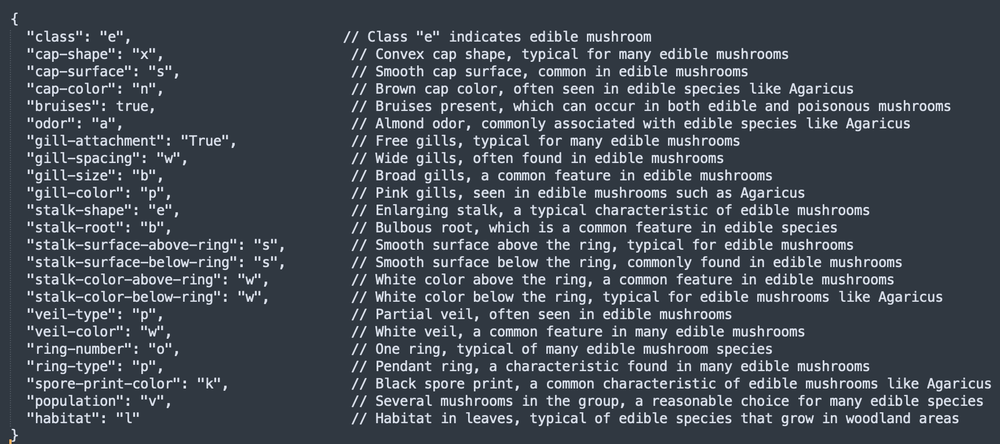 {
"class": "e", // Class "e" indicates edible mushroom
"cap-shape": "x", // Convex cap shape, typical for many edible mushrooms
"cap-surface": "s", // Smooth cap surface, common in edible mushrooms
"cap-color": "n", // Brown cap color, often seen in edible species like Agaricus
"bruises": true, // Bruises present, which can occur in both edible and poisonous mushrooms
"odor": "a", // Almond odor, commonly associated with edible species like Agaricus
"gill-attachment": "True", // Free gills, typical for many edible mushrooms
"gill-spacing": "w", // Wide gills, often found in edible mushrooms
"gill-size": "b", // Broad gills, a common feature in edible mushrooms
"gill-color": "p", // Pink gills, seen in edible mushrooms such as Agaricus
"stalk-shape": "e", // Enlarging stalk, a typical characteristic of edible mushrooms
"stalk-root": "b", // Bulbous root, which is a common feature in edible species
"stalk-surface-above-ring": "s", // Smooth surface above the ring, typical for edible mushrooms
"stalk-surface-below-ring": "s", // Smooth surface below the ring, commonly found in edible mushrooms
"stalk-color-above-ring": "w", // White color above the ring, a common feature in edible mushrooms
"stalk-color-below-ring": "w", // White color below the ring, typical for edible mushrooms like Agaricus
"veil-type": "p", // Partial veil, often seen in edible mushrooms
"veil-color": "w", // White veil, a common feature in many edible mushrooms
"ring-number": "o", // One ring, typical of many edible mushroom species
"ring-type": "p", // Pendant ring, a characteristic found in many edible mushrooms
"spore-print-color": "k", // Black spore print, a common characteristic of edible mushrooms like Agaricus
"population": "v", // Several mushrooms in the group, a reasonable choice for many edible species
"habitat": "l" // Habitat in leaves, typical of edible species that grow in woodland areas
}